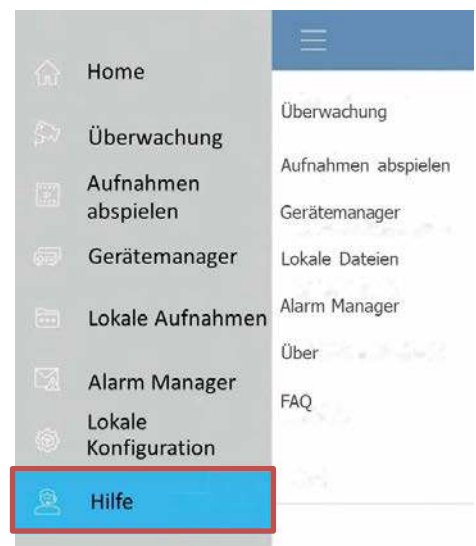 Home
Überwachung
Aufnahmen
abspielen
Gerätemanager
Lokale Aufnahmen
Alarm Manager
Lokale
Konfiguration
Hilfe
Überwachung
Aufnahmen abspielen
Gerätemanager
Lokale Dateien
Alarm Manager
Über
FAQ